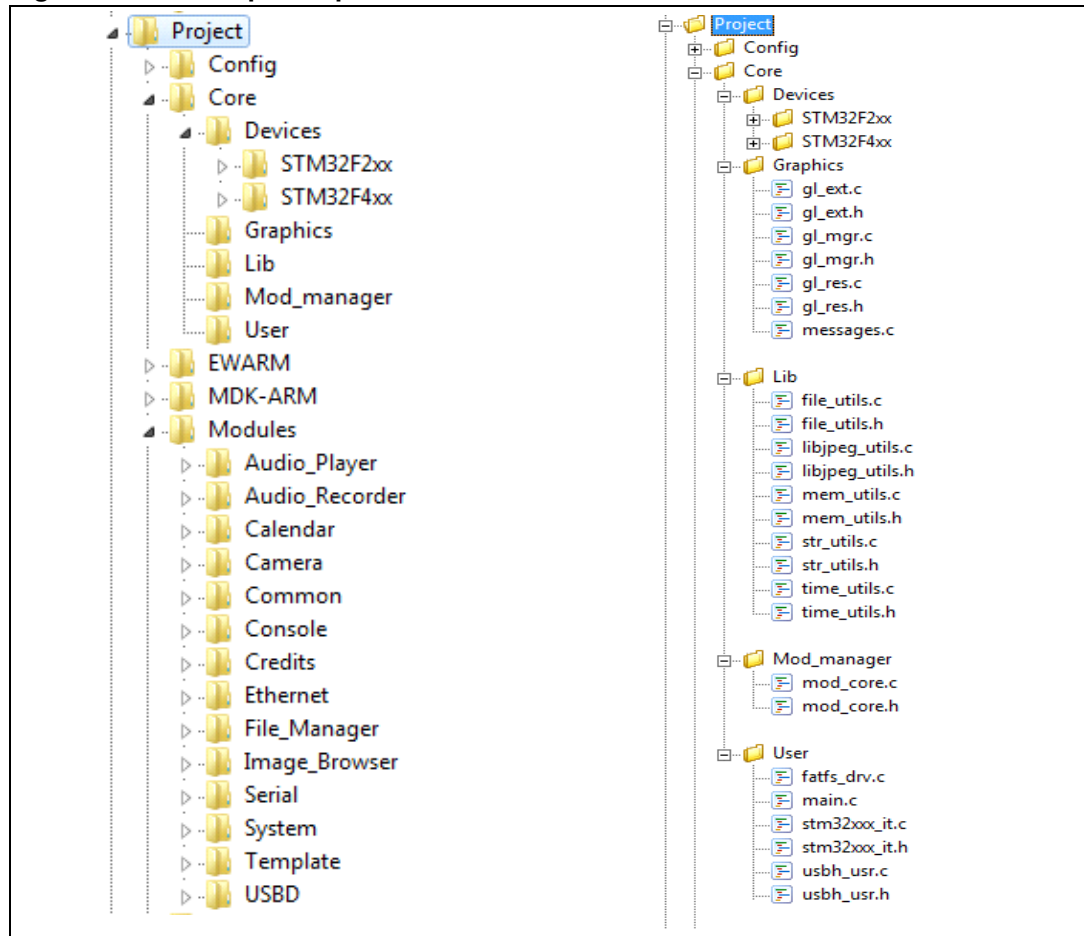 Project
Config
Core
Devices
STM32F2xx
STM32F4xx
Graphics
Lib
Mod_manager
User
EWARM
MDK-ARM
Modules
Audio_Player
Audio_Recorder
Calendar
Camera
Common
Console
Credits
Ethernet
File_Manager
Image_Browser
Serial
System
Template
USBD
Project
Config
Core
Devices
STM32F2xx
STM32F4xx
Graphics
gl_ext.c
gl_ext.h
gl_mgr.c
gl_mgr.h
gl_res.c
gl_res.h
messages.c
Lib
file_utils.c
file_utils.h
libjpeg_utils.c
libjpeg_utils.h
mem_utils.c
mem_utils.h
str_utils.c
str_utils.h
time_utils.c
time_utils.h
Mod_manager
mod_core.c
mod_core.h
User
fatfs_drv.c
main.c
stm32xxx_it.c
stm32xxx_it.h
usbh_usr.c
usbh_usr.h